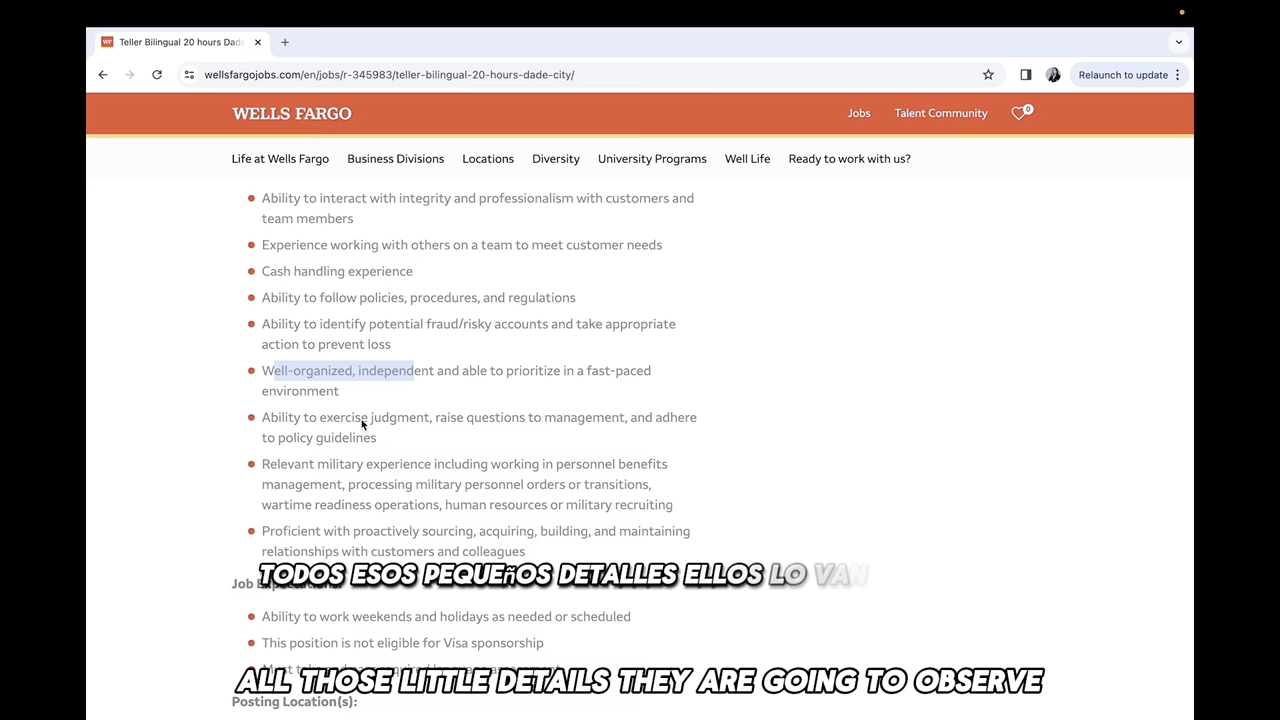 Teller Bilingual 20 hours Dade
wellsfargojobs.com/en/jobs/r-345983/teller-bilingual-20-hours-dade-city/
Relaunch to update
WELLS FARGO
Jobs Talent Community 0
Life at Wells Fargo Business Divisions Locations Diversity University Programs Well Life Ready to work with us?
Ability to interact with integrity and professionalism with customers and
team members
Experience working with others on a team to meet customer needs
Cash handling experience
Ability to follow policies, procedures, and regulations
Ability to identify potential fraud/risky accounts and take appropriate
action to prevent loss
Well-organized, independent and able to prioritize in a fast-paced
environment
Ability to exercise judgment, raise questions to management, and adhere
to policy guidelines
Relevant military experience including working in personnel benefits
management, processing military personnel orders or transitions,
wartime readiness operations, human resources or military recruiting
Proficient with proactively sourcing, acquiring, building, and maintaining
relationships with customers and colleagues
TODOS ESOS PEQUEñOS DETALLES ELLOS LO VAN
Job
Ability to work weekends and holidays as needed or scheduled
This position is not eligible for Visa sponsorship
ALL THOSE LITTLE DETAILS THEY ARE GOING TO OBSERVE
Posting Location(s):